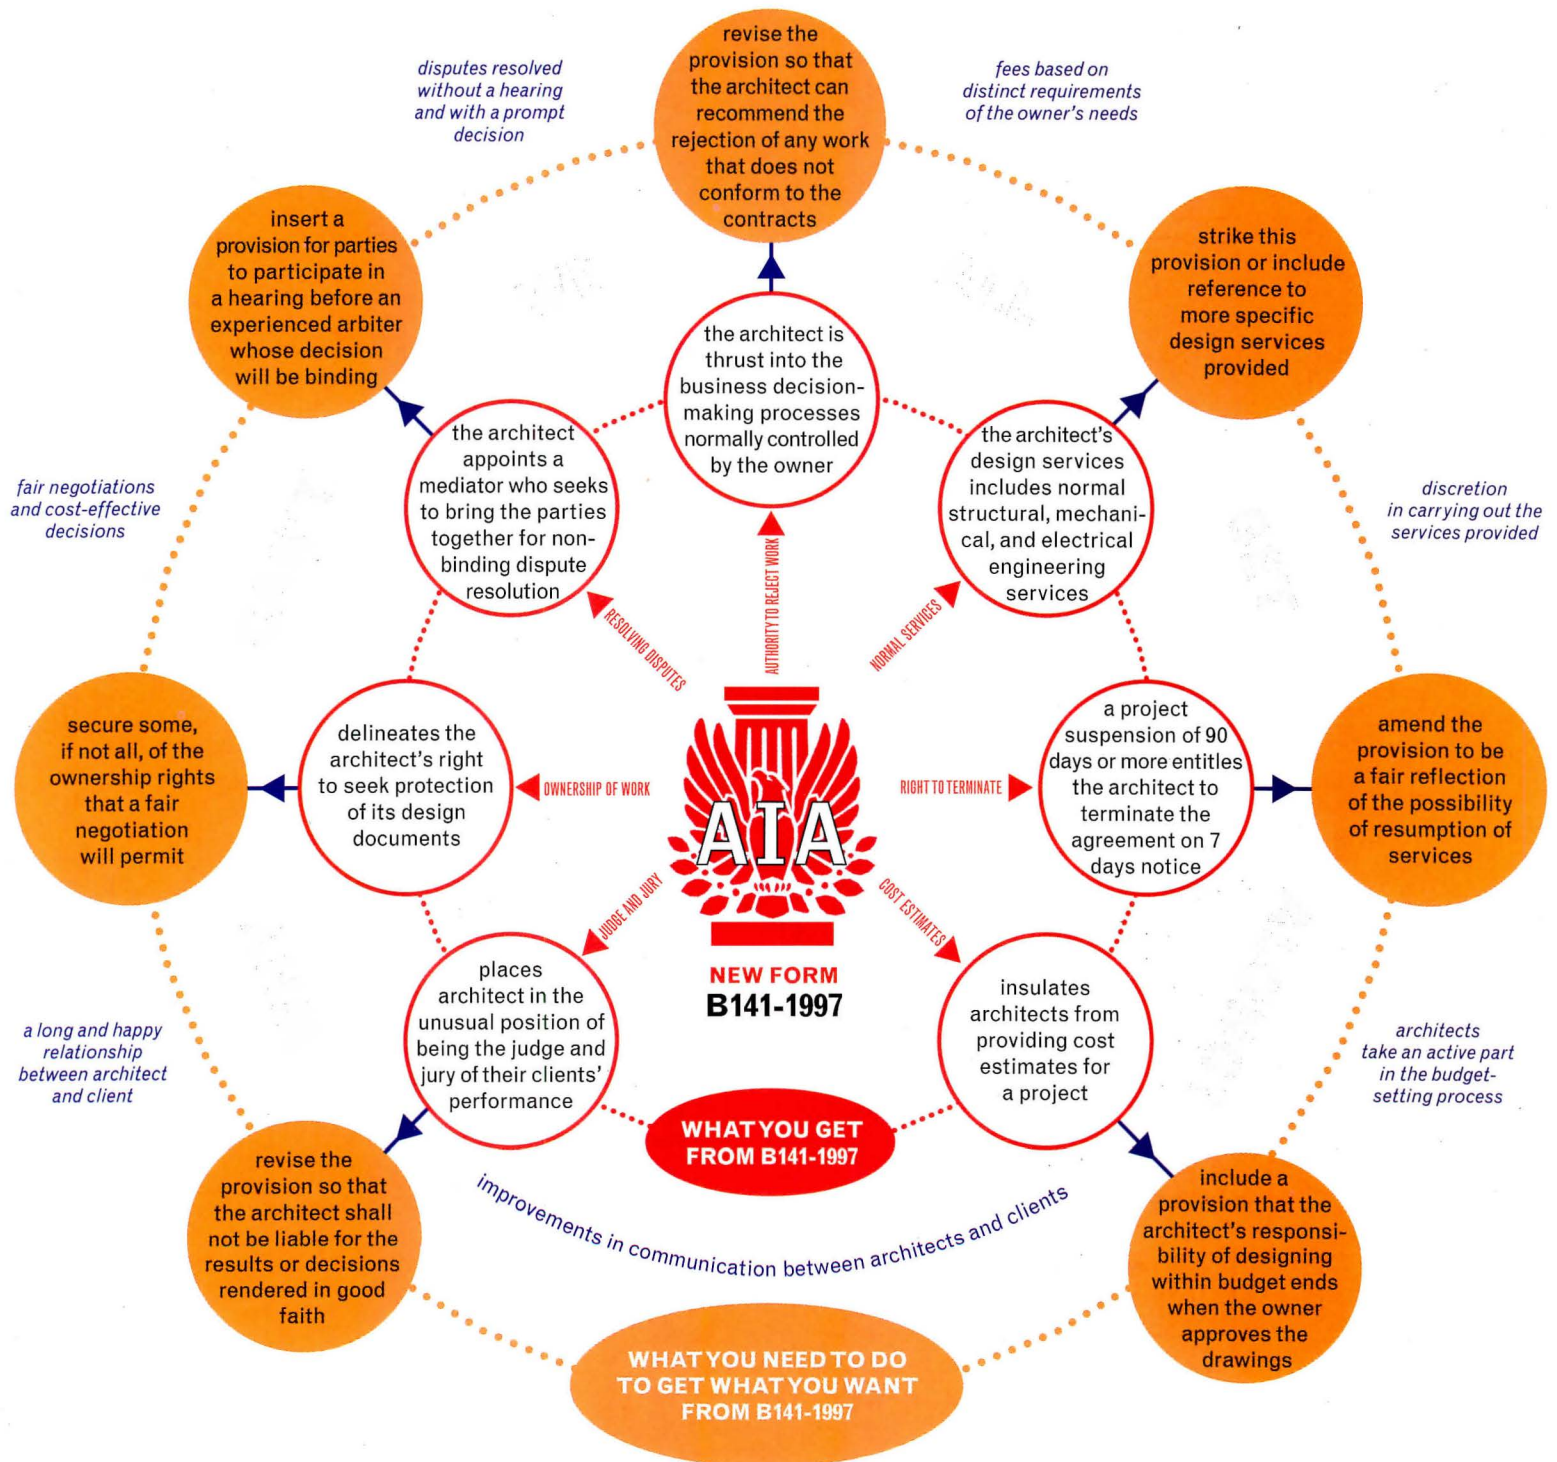 revise the
provision so that
the architect can
recommend the
rejection of any work
that does not
conform to the
contracts
disputes resolved
without a hearing
and with a prompt
decision
fees based on
distinct requirements
of the owner's needs
insert a
provision for parties
to participate in
a hearing before an
experienced arbiter
whose decision
will be binding
strike this
provision or include
reference to
more specific
design services
provided
the architect is
thrust into the
business decision-
making processes
normally controlled
by the owner
the architect
appoints a
mediator who seeks
to bring the parties
together for non-
binding dispute
resolution
the architect's
design services
includes normal
structural, mechani-
cal, and electrical
engineering
services
fair negotiations
and cost-effective
decisions
discretion
in carrying out the
services provided
RESOLVING DISPUTES
AUTHORITY TO REJECT WORK
NORMAL SERVICES
secure some,
if not all, of the
ownership rights
that a fair
negotiation
will permit
delineates the
architect's right
to seek protection
of its design
documents
OWNERSHIP OF WORK
AIA
RIGHT TO TERMINATE
a project
suspension of 90
days or more entitles
the architect to
terminate the
agreement on 7
days notice
amend the
provision to be
a fair reflection
of the possibility
of resumption of
services
JUDGE AND JURY
COST ESTIMATES
NEW FORM
B141-1997
places
architect in the
unusual position of
being the judge and
jury of their clients'
performance
insulates
architects from
providing cost
estimates for
a project
a long and happy
relationship
between architect
and client
architects
take an active part
in the budget-
setting process
WHAT YOU GET
FROM B141-1997
revise the
provision so that
the architect shall
not be liable for the
results or decisions
rendered in good
faith
improvements in communication between architects and clients
include a
provision that the
architect's responsi-
bility of designing
within budget ends
when the owner
approves the
drawings
WHAT YOU NEED TO DO
TO GET WHAT YOU WANT
FROM B141-1997